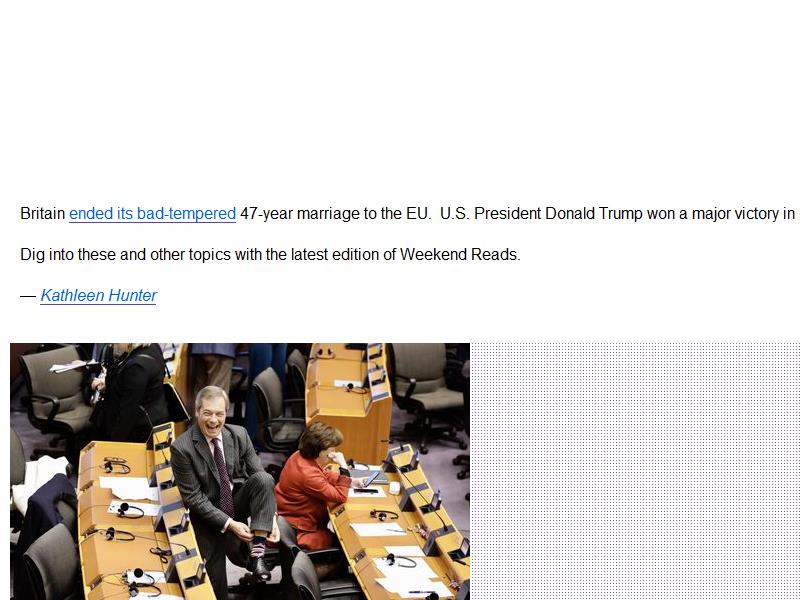 Britain ended its bad-tempered 47-year marriage to the EU.  U.S. President Donald Trump won a major victory in
Dig into these and other topics with the latest edition of Weekend Reads.
— Kathleen Hunter